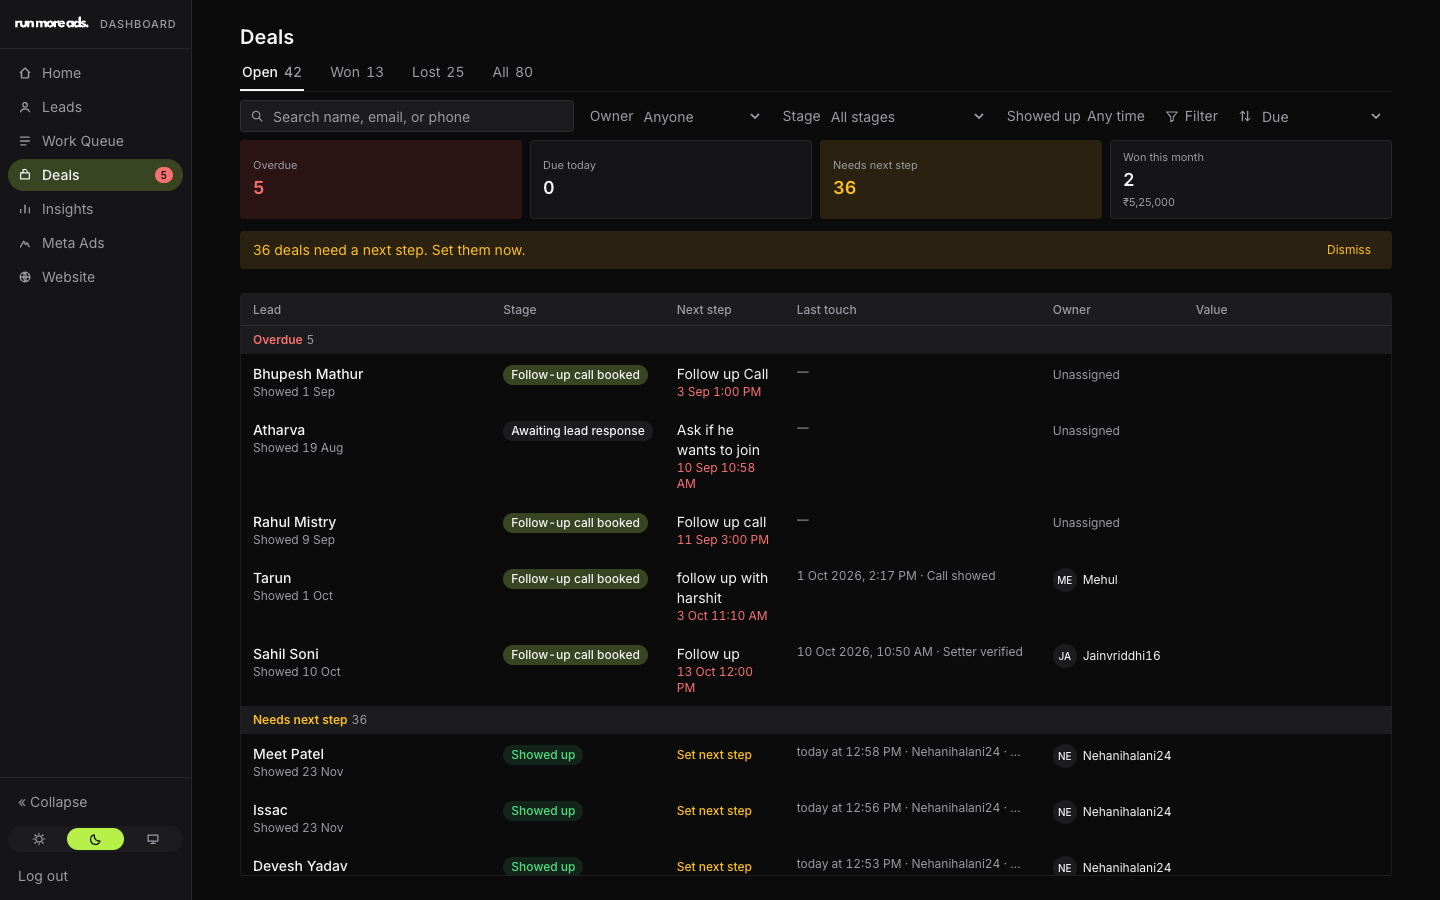 run more ads. DASHBOARD
Home
Leads
Work Queue
Deals 5
Insights
Meta Ads
Website
« Collapse
Log out
Deals
Open 42 Won 13 Lost 25 All 80
Search name, email, or phone Owner Anyone Stage All stages Showed up Any time Filter Due
Overdue
5
Due today
0
Needs next step
36
Won this month
2
₹5,25,000
36 deals need a next step. Set them now. Dismiss
Lead Stage Next step Last touch Owner Value
Overdue 5
Bhupesh Mathur Follow-up call booked Follow up Call — Unassigned
Showed 1 Sep 3 Sep 1:00 PM
Atharva Awaiting lead response Ask if he — Unassigned
Showed 19 Aug wants to join
10 Sep 10:58
AM
Rahul Mistry Follow-up call booked Follow up call — Unassigned
Showed 9 Sep 11 Sep 3:00 PM
Tarun Follow-up call booked follow up with 1 Oct 2026, 2:17 PM · Call showed ME Mehul
Showed 1 Oct harshit
3 Oct 11:10 AM
Sahil Soni Follow-up call booked Follow up 10 Oct 2026, 10:50 AM · Setter verified JA Jainvriddhi16
Showed 10 Oct 13 Oct 12:00
PM
Needs next step 36
Meet Patel Showed up Set next step today at 12:58 PM · Nehanihalani24 · ... NE Nehanihalani24
Showed 23 Nov
Issac Showed up Set next step today at 12:56 PM · Nehanihalani24 · ... NE Nehanihalani24
Showed 23 Nov
Devesh Yadav Showed up Set next step today at 12:53 PM · Nehanihalani24 · ... NE Nehanihalani24